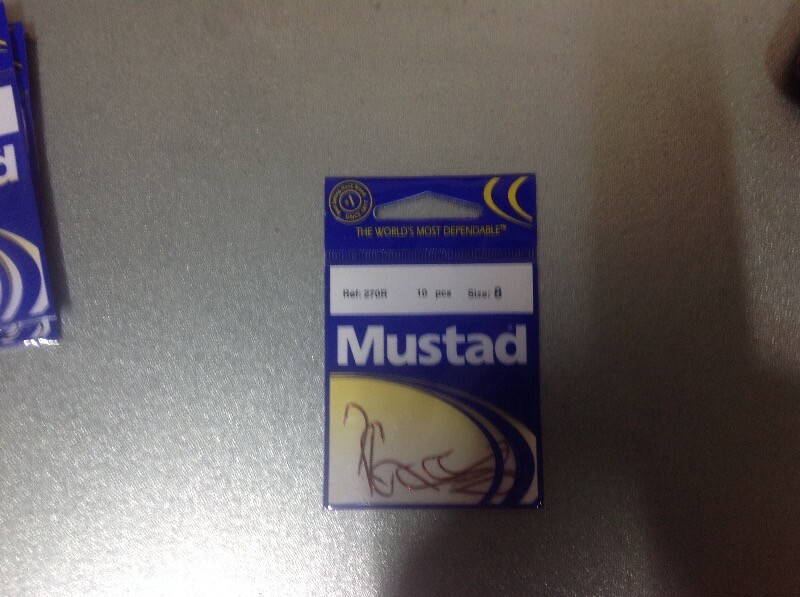 THE WORLD'S MOST DEPENDABLE™
Ref: 270R 10 pcs Size: 8
Mustad®
d